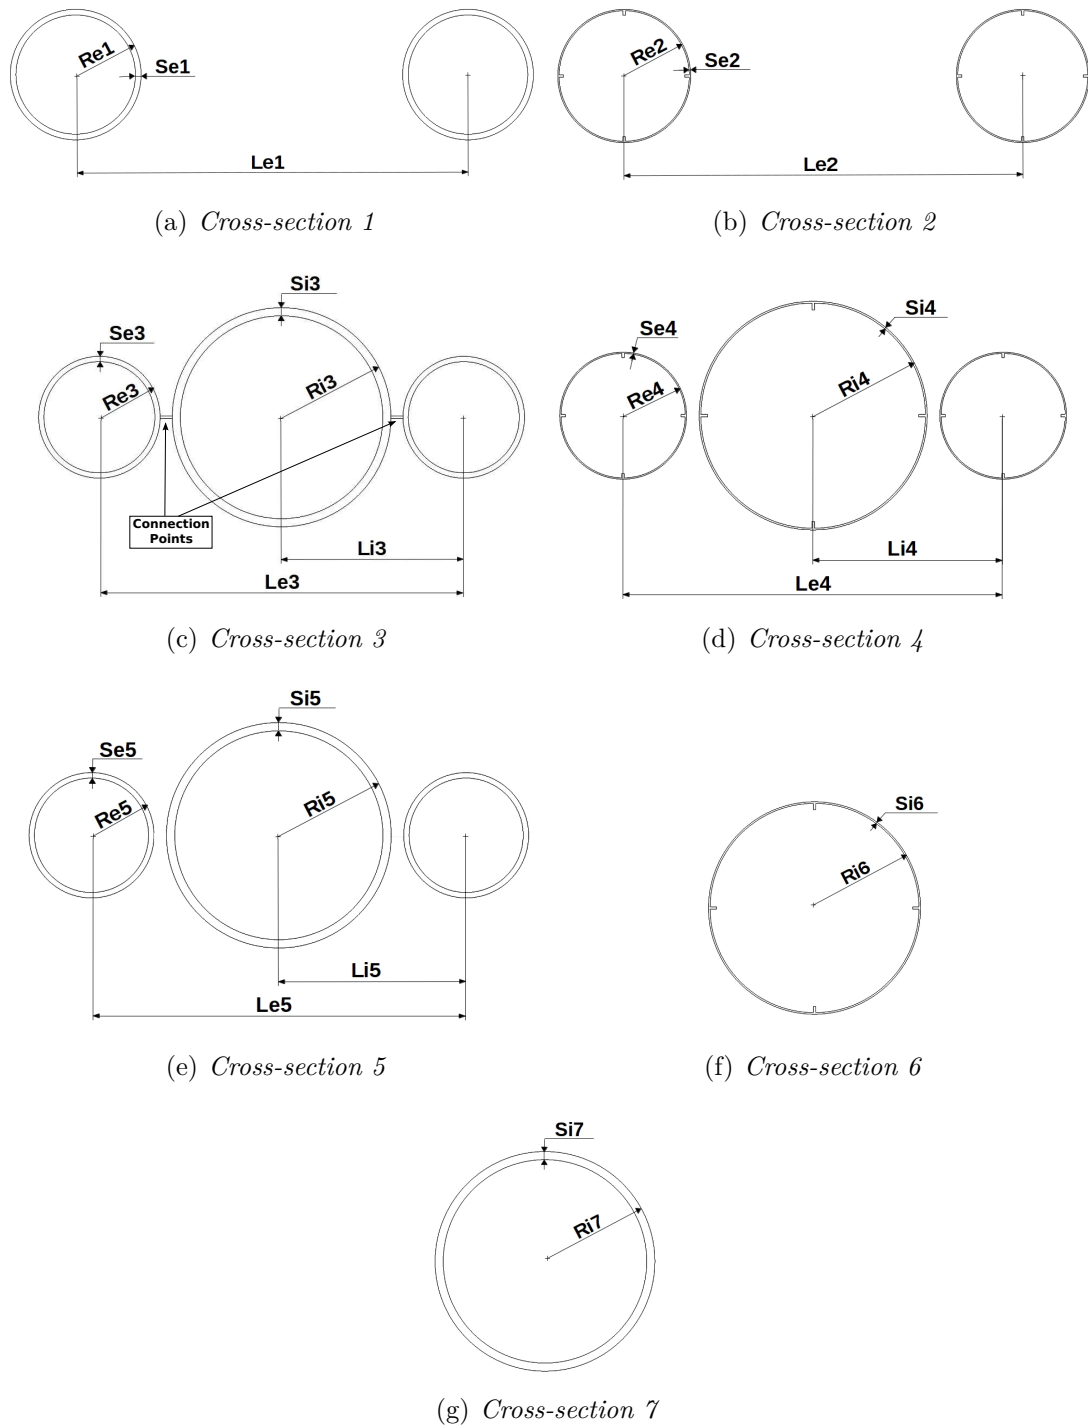 Re1
Se1
Le1
(a) Cross-section 1
Re2
Se2
Le2
(b) Cross-section 2
Si3
Se3
Re3
Ri3
Connection
Points
Li3
Le3
(c) Cross-section 3
Si4
Se4
Re4
Ri4
Li4
Le4
(d) Cross-section 4
Si5
Se5
Re5
Ri5
Li5
Le5
(e) Cross-section 5
Si6
Ri6
(f) Cross-section 6
Si7
Ri7
(g) Cross-section 7